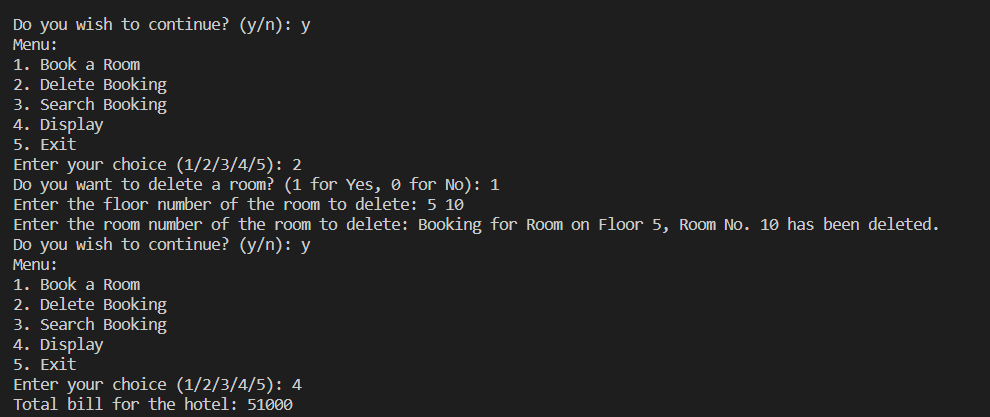 Do you wish to continue? (y/n): y
Menu:
1. Book a Room
2. Delete Booking
3. Search Booking
4. Display
5. Exit
Enter your choice (1/2/3/4/5): 2
Do you want to delete a room? (1 for Yes, 0 for No): 1
Enter the floor number of the room to delete: 5 10
Enter the room number of the room to delete: Booking for Room on Floor 5, Room No. 10 has been deleted.
Do you wish to continue? (y/n): y
Menu:
1. Book a Room
2. Delete Booking
3. Search Booking
4. Display
5. Exit
Enter your choice (1/2/3/4/5): 4
Total bill for the hotel: 51000